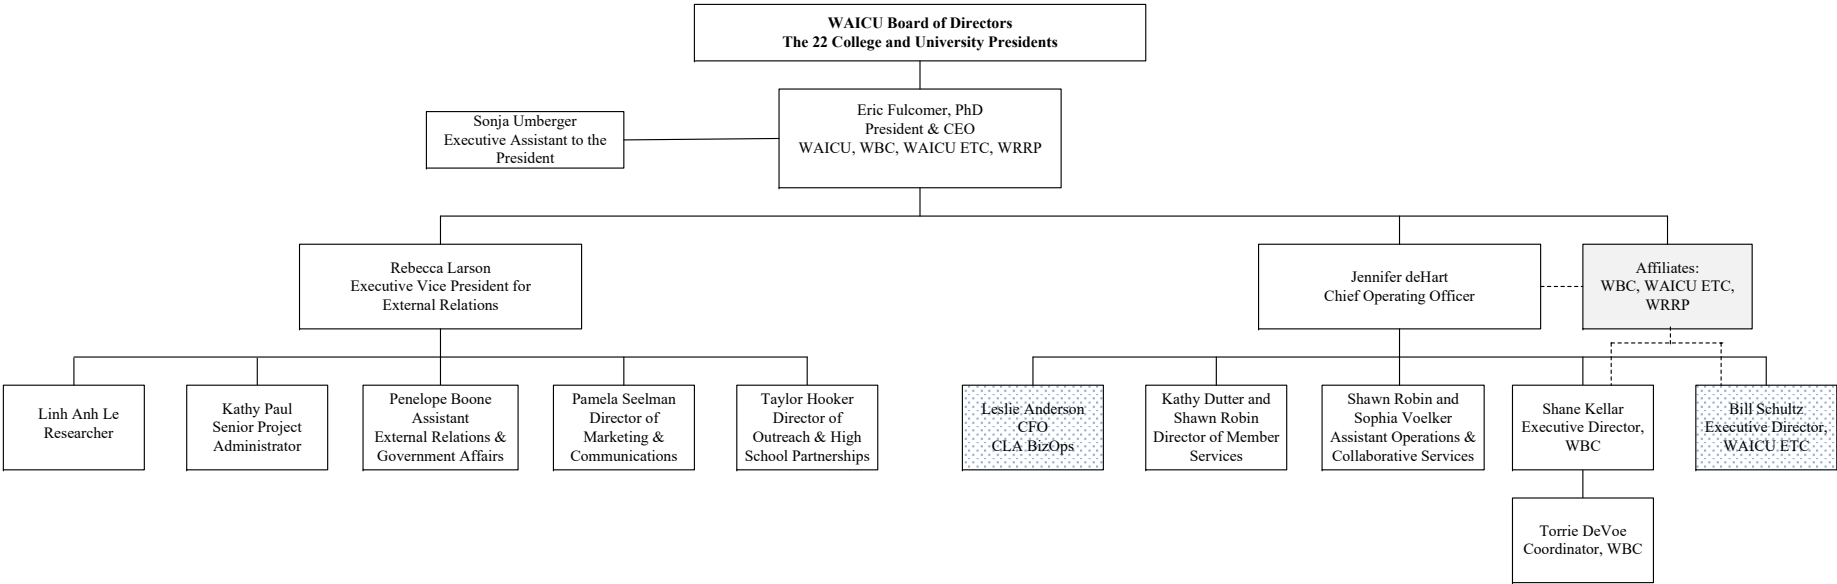 WAICU Board of Directors
The 22 College and University Presidents
Eric Fulcomer, PhD
President & CEO
WAICU, WBC, WAICU ETC, WRRP
Sonja Umberger
Executive Assistant to the
President
Rebecca Larson
Executive Vice President for
External Relations
Jennifer deHart
Chief Operating Officer
Affiliates:
WBC, WAICU ETC,
WRRP
Linh Anh Le
Researcher
Kathy Paul
Senior Project
Administrator
Penelope Boone
Assistant
External Relations &
Government Affairs
Pamela Seelman
Director of
Marketing &
Communications
Taylor Hooker
Director of
Outreach & High
School Partnerships
Leslie Anderson
CFO
CLA BizOps
Kathy Dutter and
Shawn Robin
Director of Member
Services
Shawn Robin and
Sophia Voelker
Assistant Operations &
Collaborative Services
Shane Kellar
Executive Director,
WBC
Bill Schultz
Executive Director,
WAICU ETC
Torrie DeVoe
Coordinator, WBC